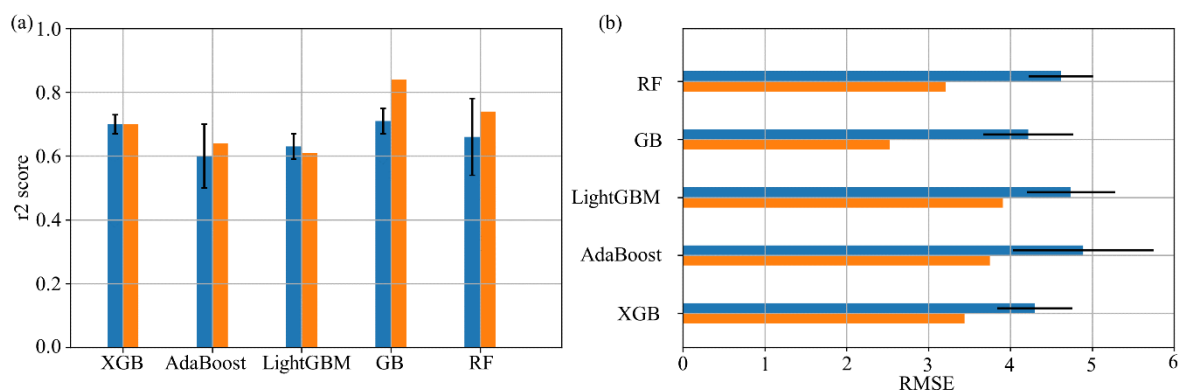 (a)
1.0
0.8
0.6
0.4
0.2
0.0
r2 score
XGB AdaBoost LightGBM GB RF
(b)
RF
GB
LightGBM
AdaBoost
XGB
0 1 2 3 4 5 6
RMSE